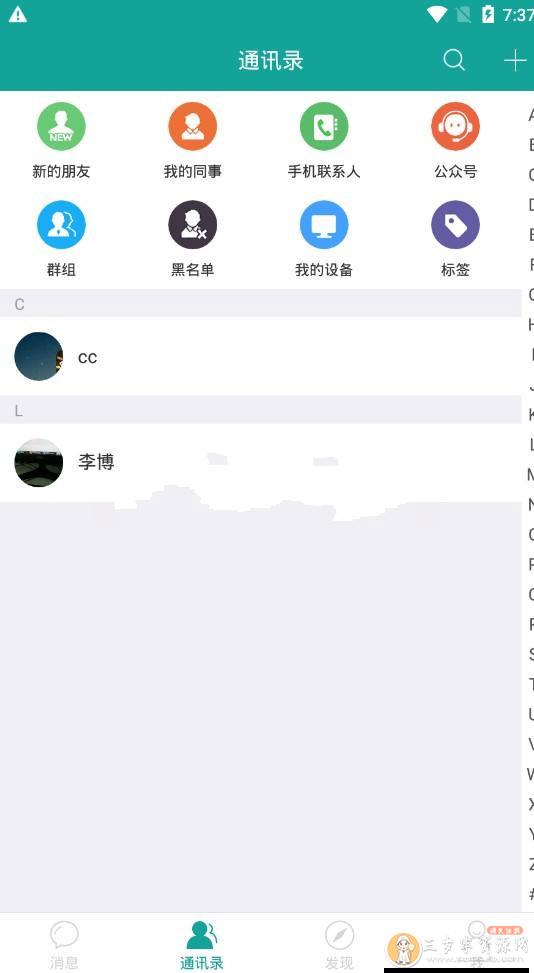 7:37
通讯录
NEW
新的朋友
我的同事
手机联系人
公众号
群组
黑名单
我的设备
标签
C
cc
L
李博
A
B
C
D
E
F
G
H
I
J
K
L
M
N
O
P
Q
R
S
T
U
V
W
X
Y
Z
#
消息
通讯录
发现
我